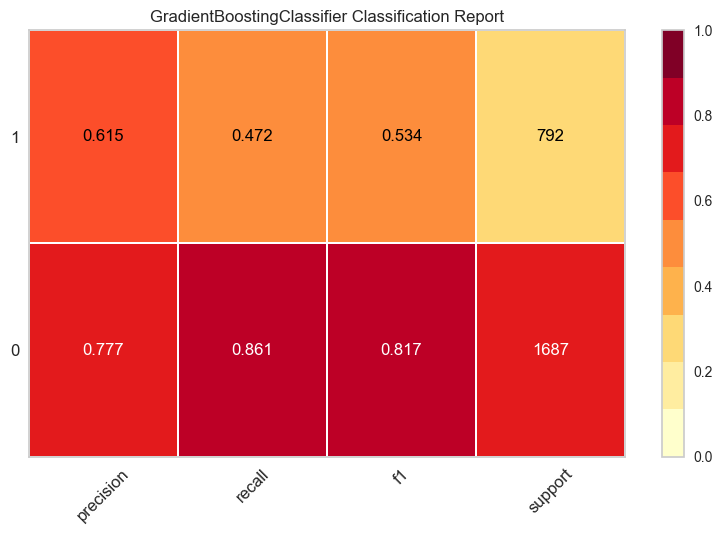 GradientBoostingClassifier Classification Report
1 0.615 0.472 0.534 792
0 0.777 0.861 0.817 1687
precision recall f1 support
1.0
0.8
0.6
0.4
0.2
0.0